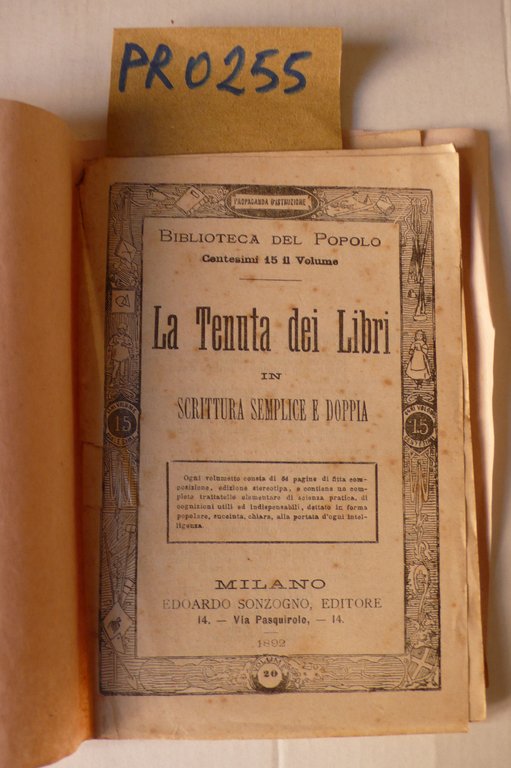 PRO255
PROPAGANDA D'ISTRUZIONE
BIBLIOTECA DEL POPOLO
Centesimi 15 il Volume
La Tenuta dei Libri
IN
SCRITTURA SEMPLICE E DOPPIA
15
15
Ogni volumetto consta di 64 pagine di fitta com-
posizione, edizione stereotipa, e contiene un com-
pleto trattatello elementare di scienza pratica, di
cognizioni utili ed indispensabili, dettato in forma
popolare, succinta, chiara, alla portata d'ogni intel-
ligenza.
MILANO
EDOARDO SONZOGNO, EDITORE
14. — Via Pasquirolo, — 14.
1892
VOLUME
20